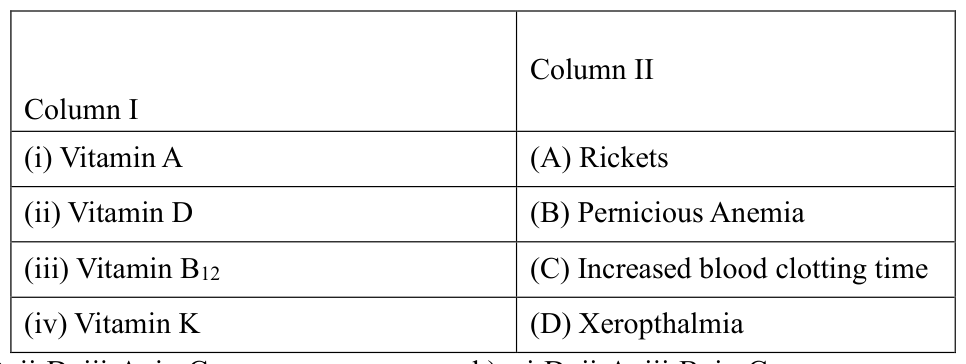 Column I
Column II
(i) Vitamin A
(A) Rickets
(ii) Vitamin D
(B) Pernicious Anemia
(iii) Vitamin B₁₂
(C) Increased blood clotting time
(iv) Vitamin K
(D) Xeropthalmia